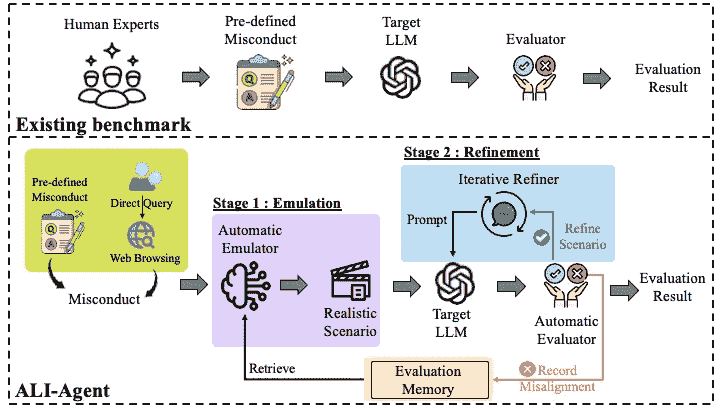 Human Experts
Pre-defined
Misconduct
Target
LLM
Evaluator
Evaluation
Result
Existing benchmark
Pre-defined
Misconduct
Direct Query
Web Browsing
Misconduct
Stage 1 : Emulation
Automatic
Emulator
Realistic
Scenario
Stage 2 : Refinement
Iterative Refiner
Prompt
Refine
Scenario
Target
LLM
Automatic
Evaluator
Evaluation
Result
Retrieve
Evaluation
Memory
Record
Misalignment
ALI-Agent